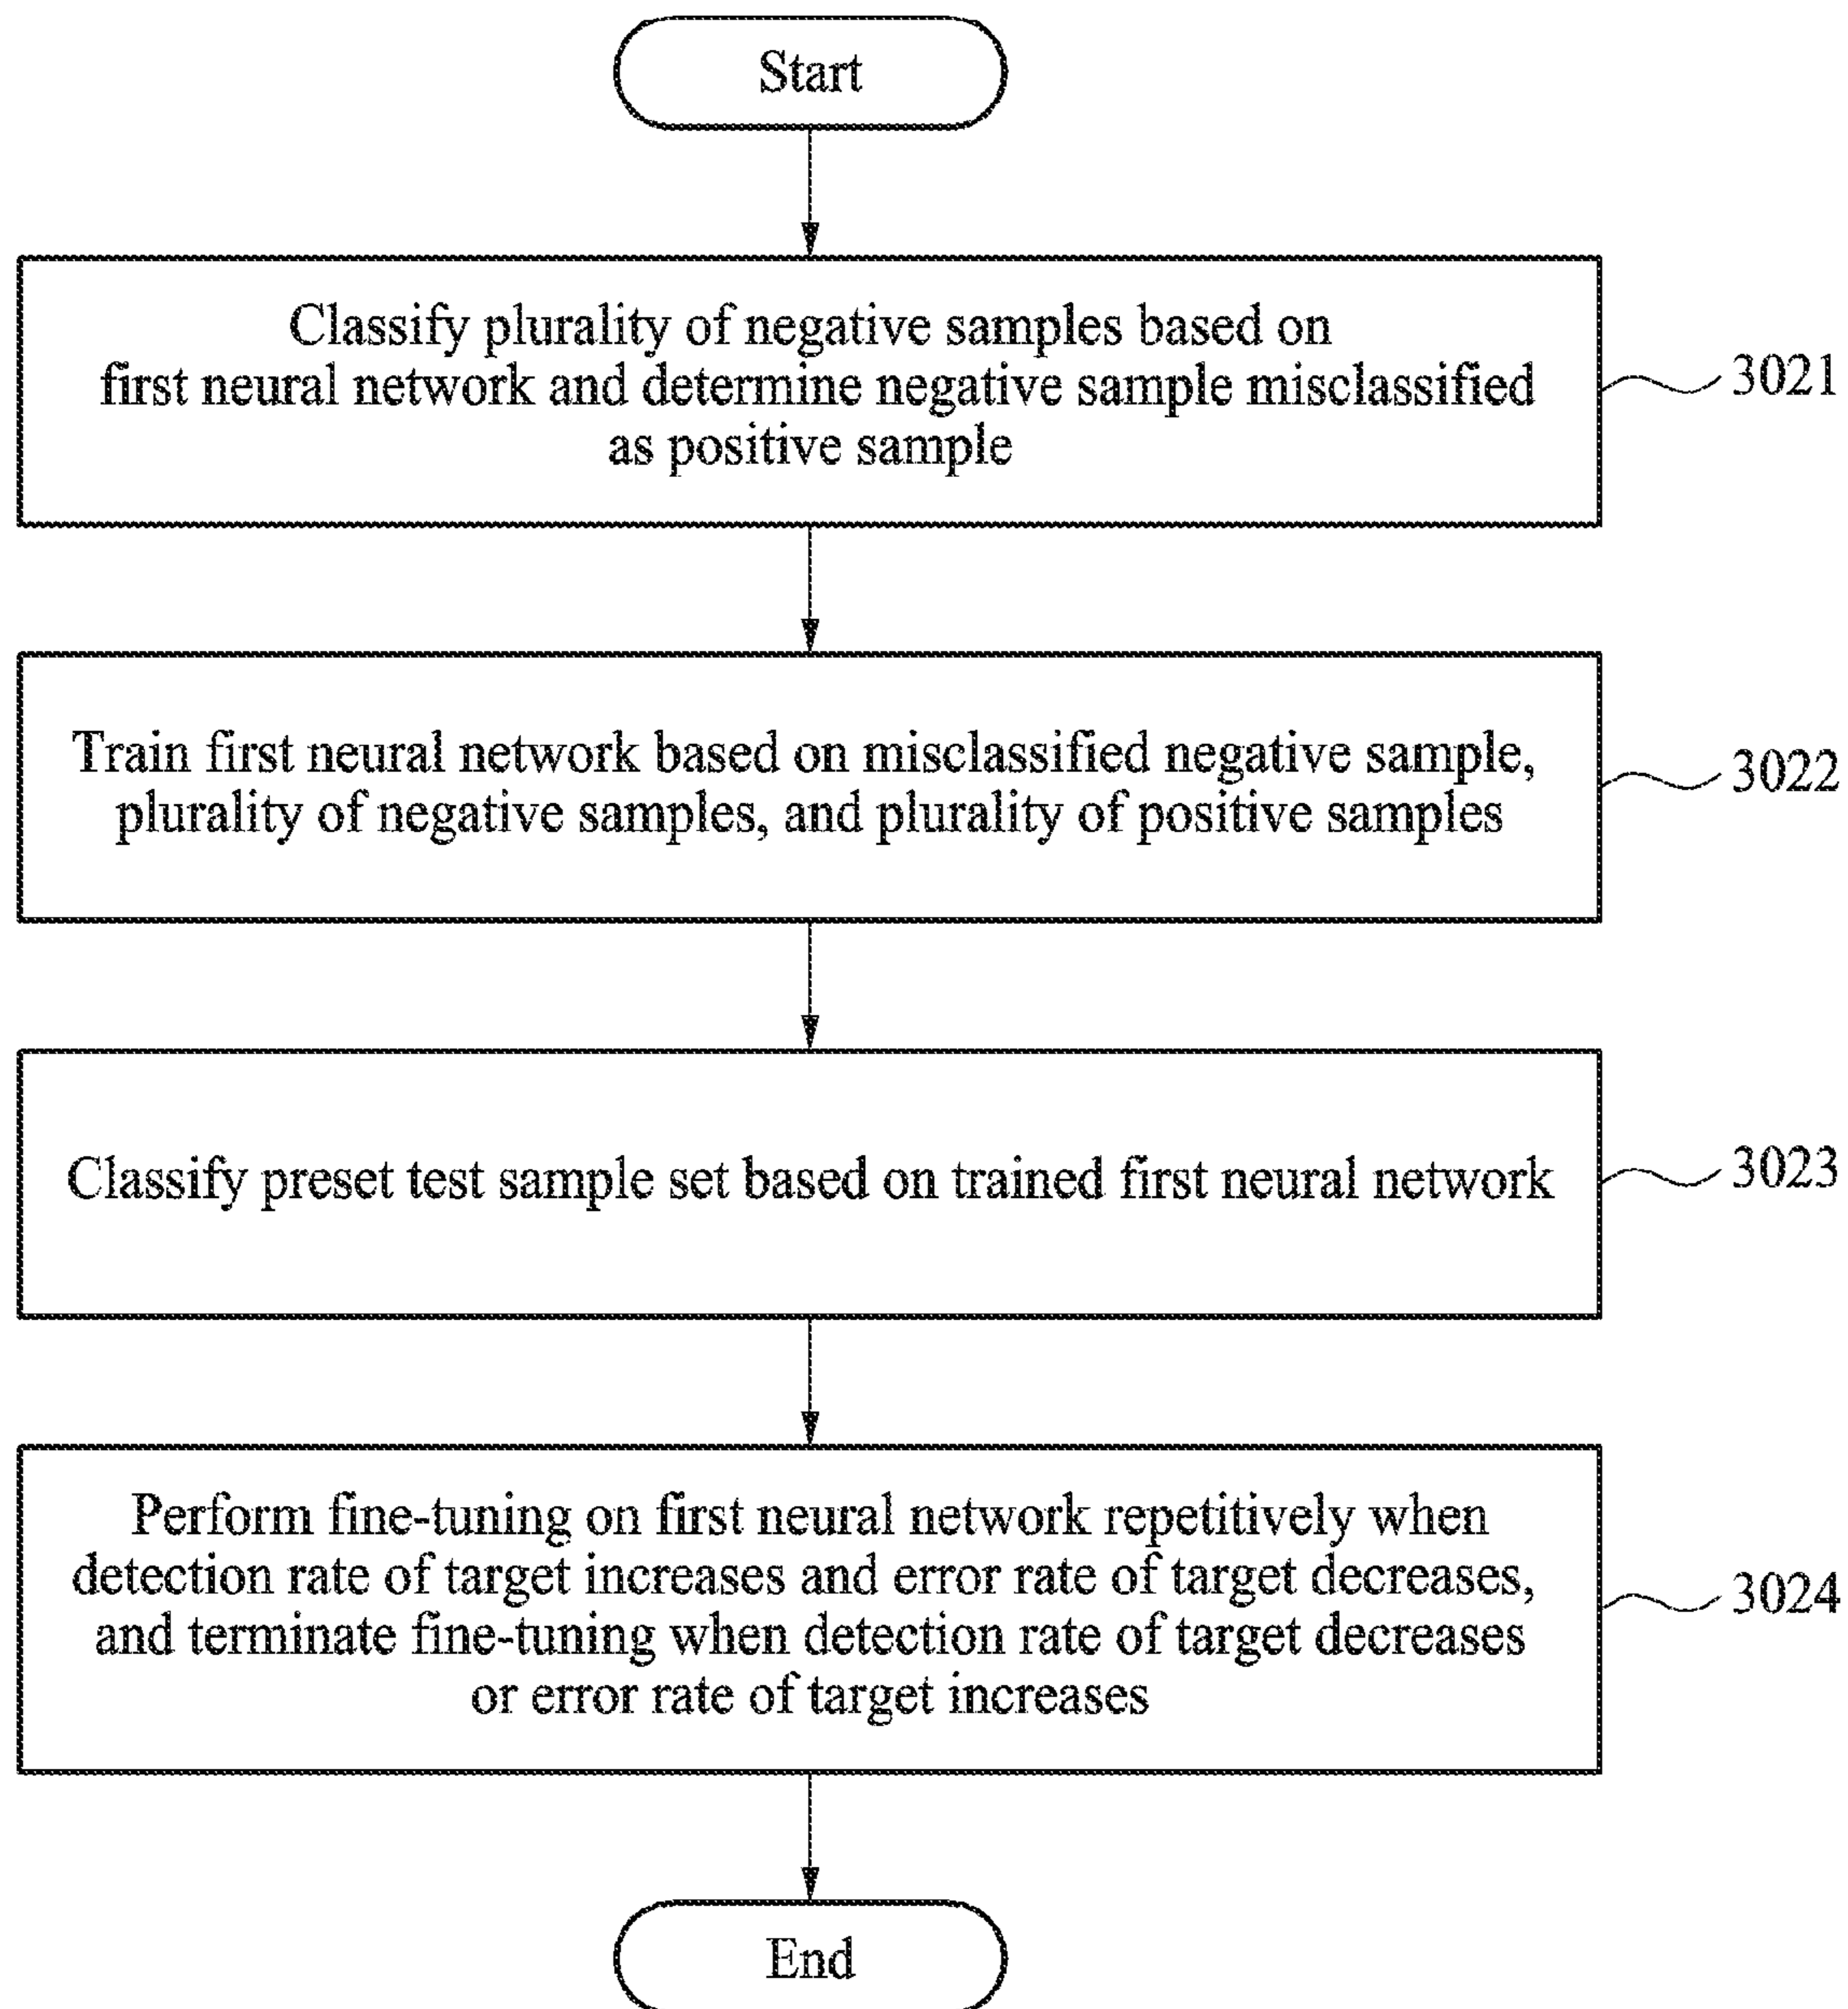 Start
Classify plurality of negative samples based on
first neural network and determine negative sample misclassified
as positive sample
3021
Train first neural network based on misclassified negative sample,
plurality of negative samples, and plurality of positive samples
3022
Classify preset test sample set based on trained first neural network
3023
Perform fine-tuning on first neural network repetitively when
detection rate of target increases and error rate of target decreases,
and terminate fine-tuning when detection rate of target decreases
or error rate of target increases
3024
End